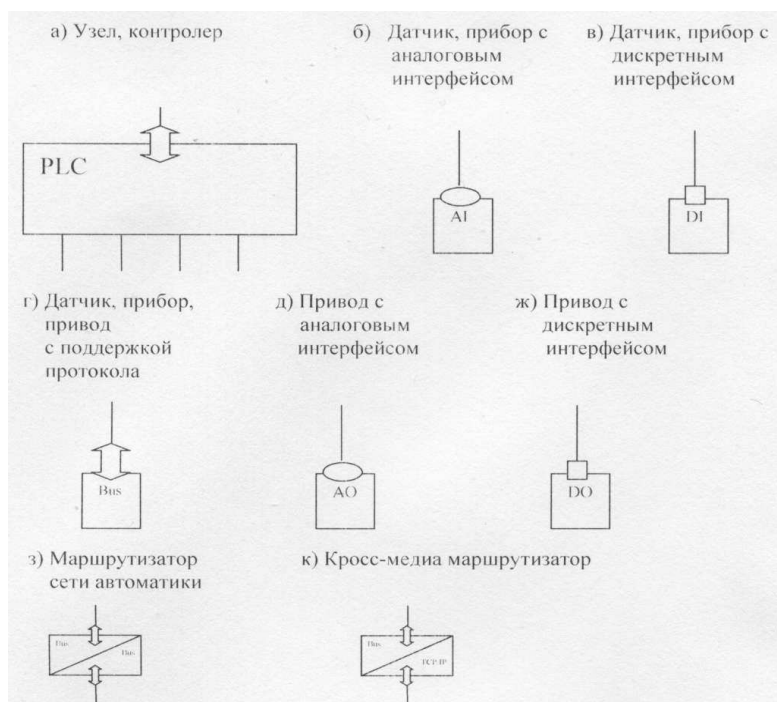 а) Узел, контролер
б) Датчик, прибор с
аналоговым
интерфейсом
в) Датчик, прибор с
дискретным
интерфейсом
PLC
AI
DI
г) Датчик, прибор,
привод
с поддержкой
протокола
д) Привод с
аналоговым
интерфейсом
ж) Привод с
дискретным
интерфейсом
Bus
AO
DO
з) Маршрутизатор
сети автоматики
к) Кросс-медиа маршрутизатор
Bus
Bus
Bus
TCP/IP